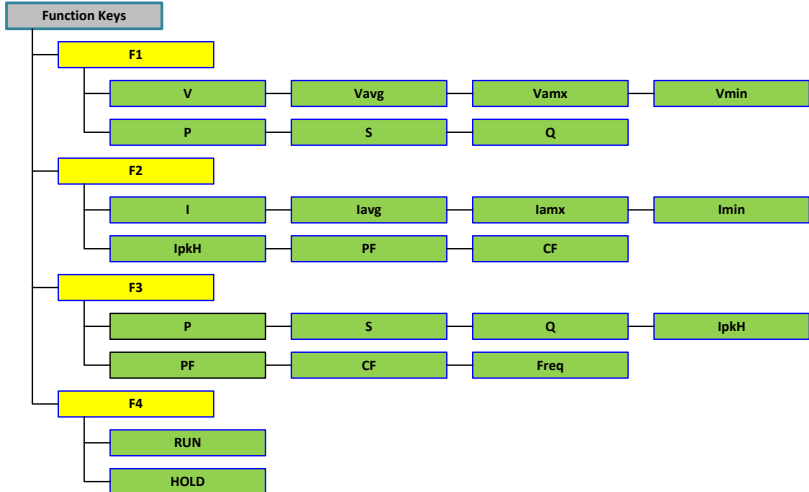 Function Keys
F1
V Vavg Vamx Vmin
P S Q
F2
I Iavg Iamx Imin
IpkH PF CF
F3
P S Q IpkH
PF CF Freq
F4
RUN
HOLD